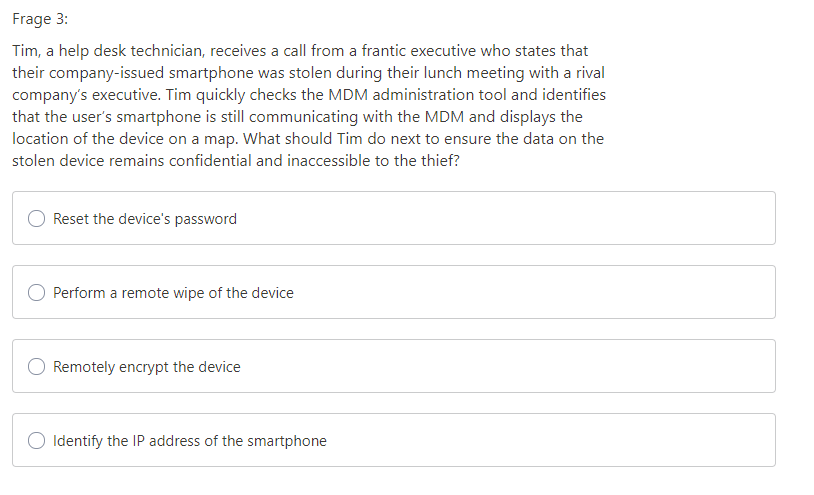 Frage 3:
Tim, a help desk technician, receives a call from a frantic executive who states that
their company-issued smartphone was stolen during their lunch meeting with a rival
company's executive. Tim quickly checks the MDM administration tool and identifies
that the user's smartphone is still communicating with the MDM and displays the
location of the device on a map. What should Tim do next to ensure the data on the
stolen device remains confidential and inaccessible to the thief?
Reset the device's password
Perform a remote wipe of the device
Remotely encrypt the device
Identify the IP address of the smartphone